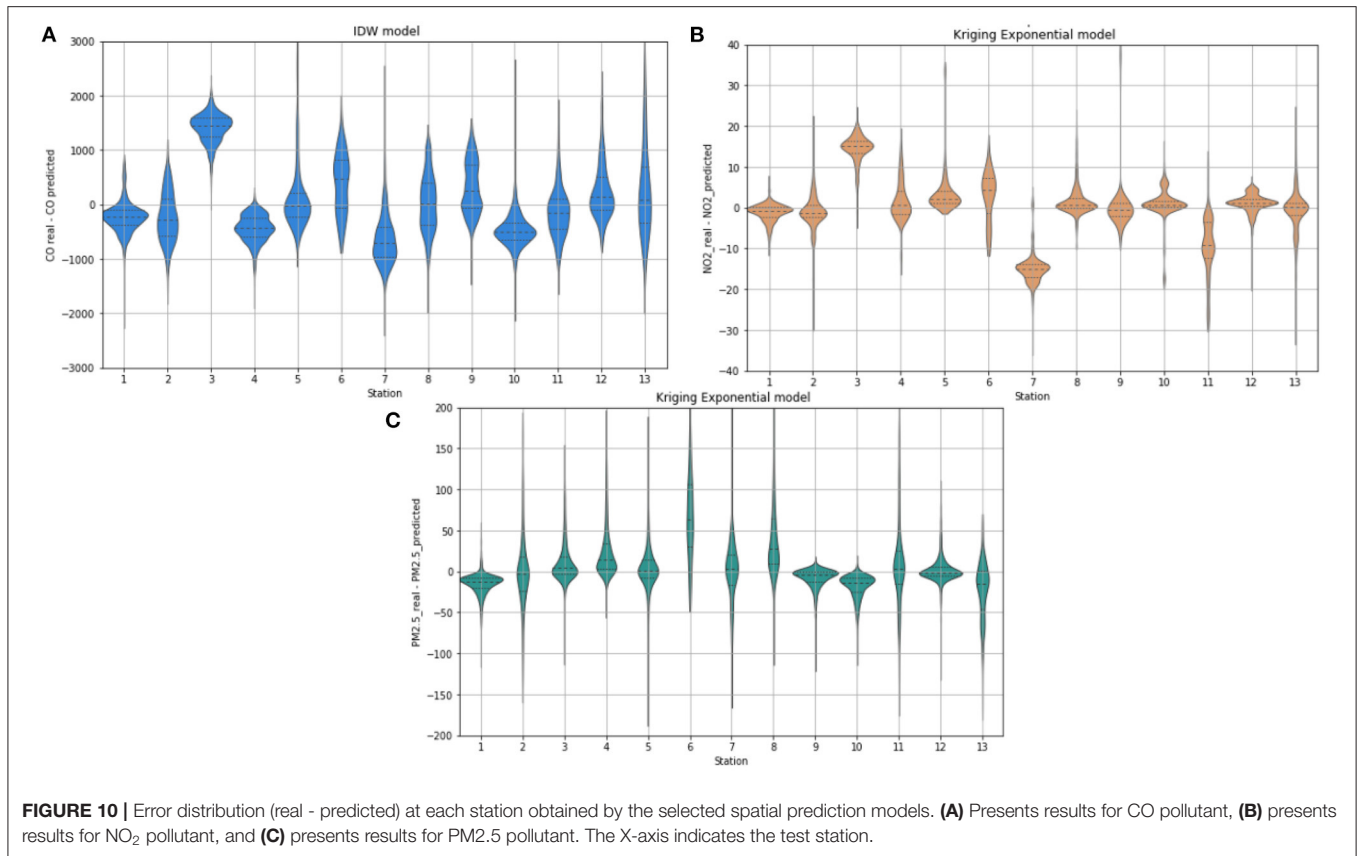 A
IDW model
3000
2000
1000
0
−1000
−2000
−3000
CO real - CO predicted
1 2 3 4 5 6 7 8 9 10 11 12 13
Station
B
Kriging Exponential model
40
30
20
10
0
−10
−20
−30
−40
NO2_real - NO2_predicted
1 2 3 4 5 6 7 8 9 10 11 12 13
Station
C
Kriging Exponential model
200
150
100
50
0
−50
−100
−150
−200
PM2.5_real - PM2.5_predicted
1 2 3 4 5 6 7 8 9 10 11 12 13
Station
FIGURE 10 | Error distribution (real - predicted) at each station obtained by the selected spatial prediction models. (A) Presents results for CO pollutant, (B) presents
results for NO₂ pollutant, and (C) presents results for PM2.5 pollutant. The X-axis indicates the test station.